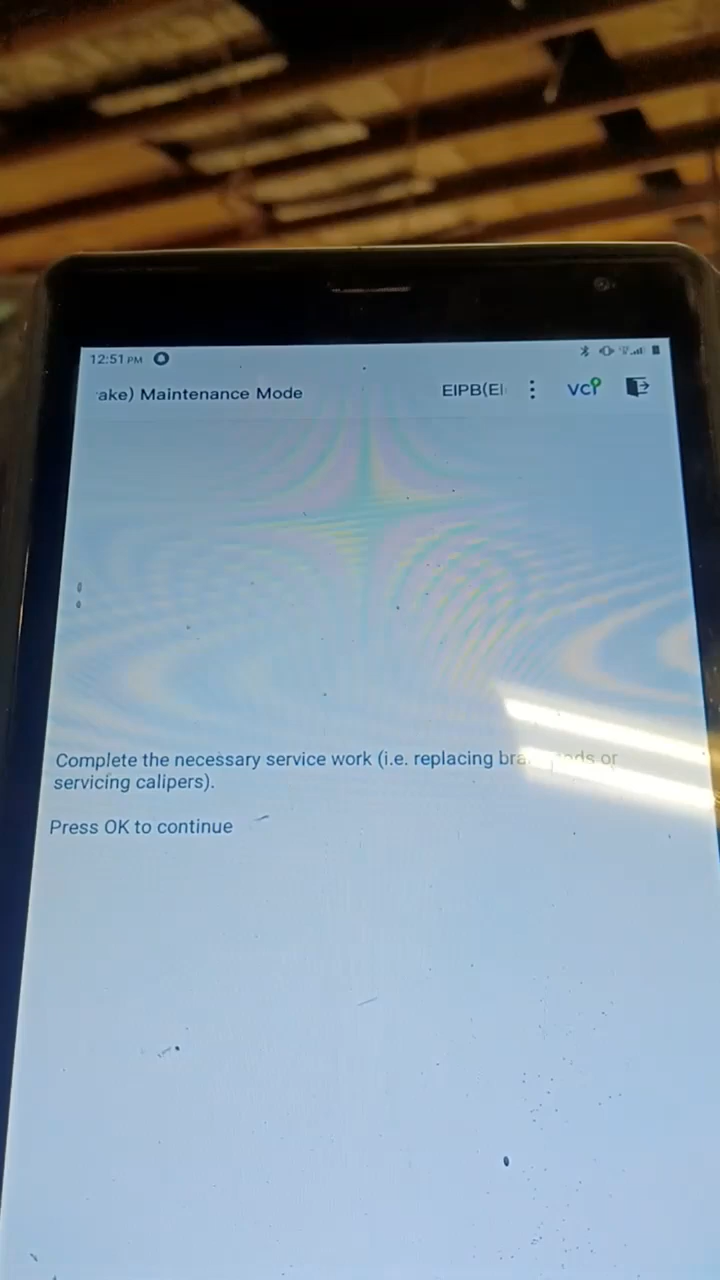 12:51 PM
ake) Maintenance Mode EIPB(EI
VCI
Complete the necessary service work (i.e. replacing or
servicing calipers).
Press OK to continue